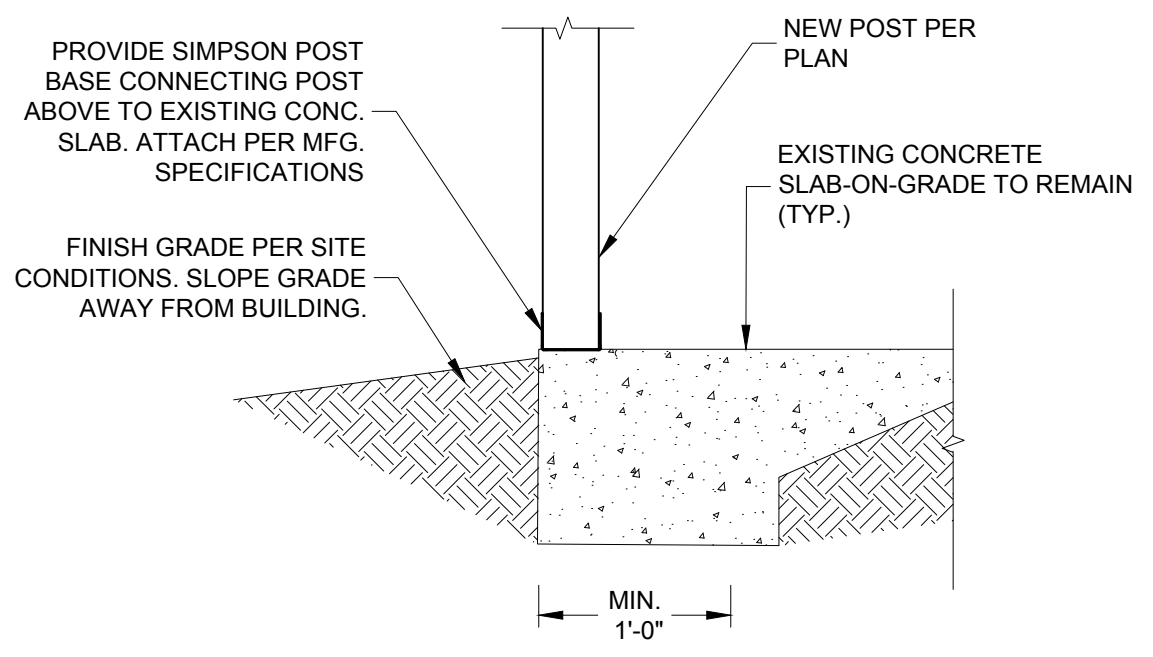 PROVIDE SIMPSON POST
BASE CONNECTING POST
ABOVE TO EXISTING CONC.
SLAB. ATTACH PER MFG.
SPECIFICATIONS
FINISH GRADE PER SITE
CONDITIONS. SLOPE GRADE
AWAY FROM BUILDING.
NEW POST PER
PLAN
EXISTING CONCRETE
SLAB-ON-GRADE TO REMAIN
(TYP.)
MIN.
1'-0"